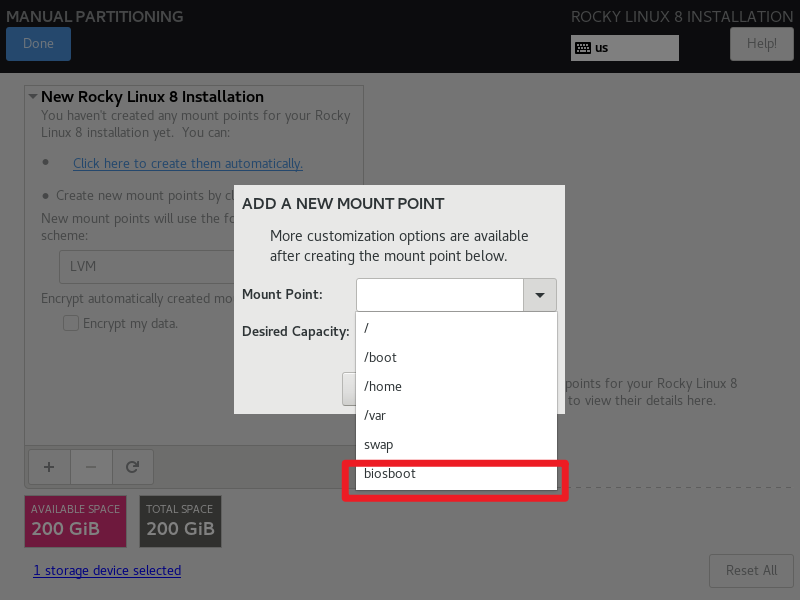 MANUAL PARTITIONING
ROCKY LINUX 8 INSTALLATION
Done
us
Help!
New Rocky Linux 8 Installation
You haven't created any mount points for your Rocky
Linux 8 installation yet. You can:
• Click here to create them automatically.
• Create new mount points by cl
New mount points will use the fo
scheme:
LVM
Encrypt automatically created mo
Encrypt my data.
ADD A NEW MOUNT POINT
More customization options are available
after creating the mount point below.
Mount Point:
Desired Capacity:
/
/boot
/home
/var
swap
biosboot
points for your Rocky Linux 8
to view their details here.
+ −
AVAILABLE SPACE
200 GiB
TOTAL SPACE
200 GiB
1 storage device selected
Reset All